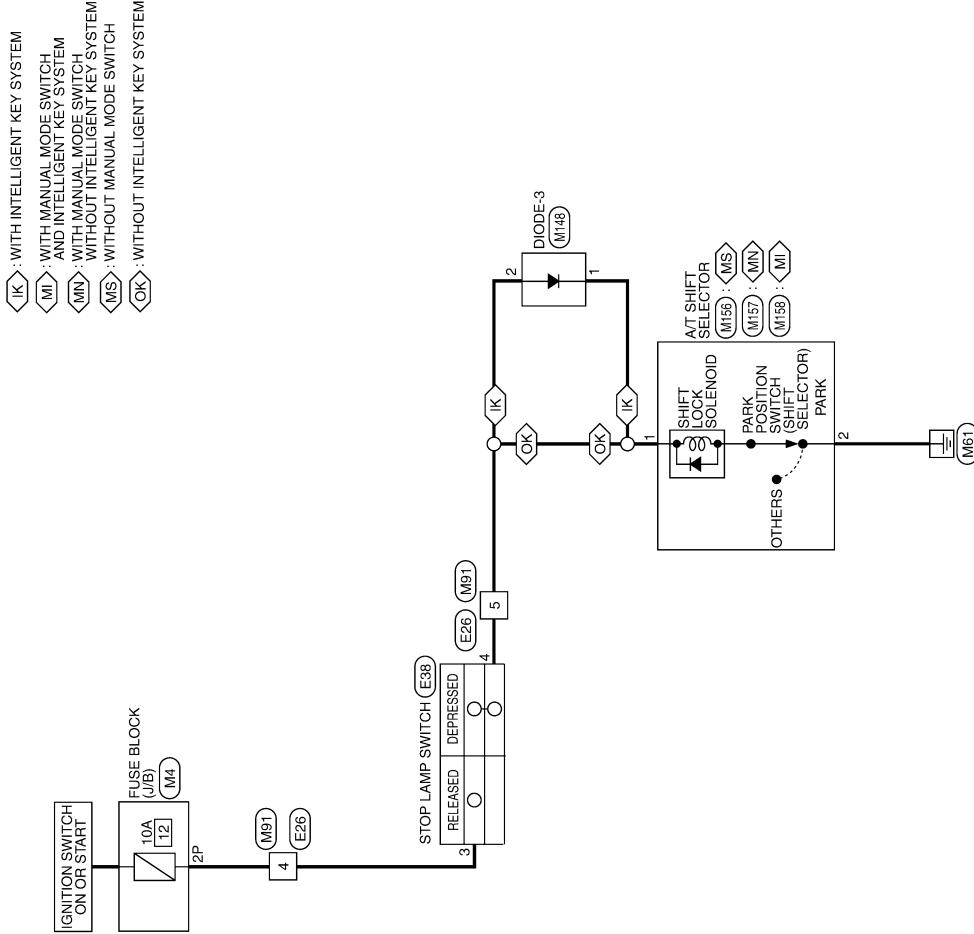 IK : WITH INTELLIGENT KEY SYSTEM
MI : WITH MANUAL MODE SWITCH
AND INTELLIGENT KEY SYSTEM
MN : WITH MANUAL MODE SWITCH
WITHOUT INTELLIGENT KEY SYSTEM
MS : WITHOUT MANUAL MODE SWITCH
OK : WITHOUT INTELLIGENT KEY SYSTEM
IGNITION SWITCH
ON OR START
FUSE BLOCK
(J/B)
M4
10A
12
2P
4
M91
E26
STOP LAMP SWITCH
E38
RELEASED
DEPRESSED
3
4
E26
M91
5
IK
OK
OK
IK
DIODE-3
M148
2
1
A/T SHIFT
SELECTOR
M156 : MS
M157 : MN
M158 : MI
1
SHIFT
LOCK
SOLENOID
PARK
POSITION
SWITCH
(SHIFT
SELECTOR)
PARK
OTHERS
2
M61